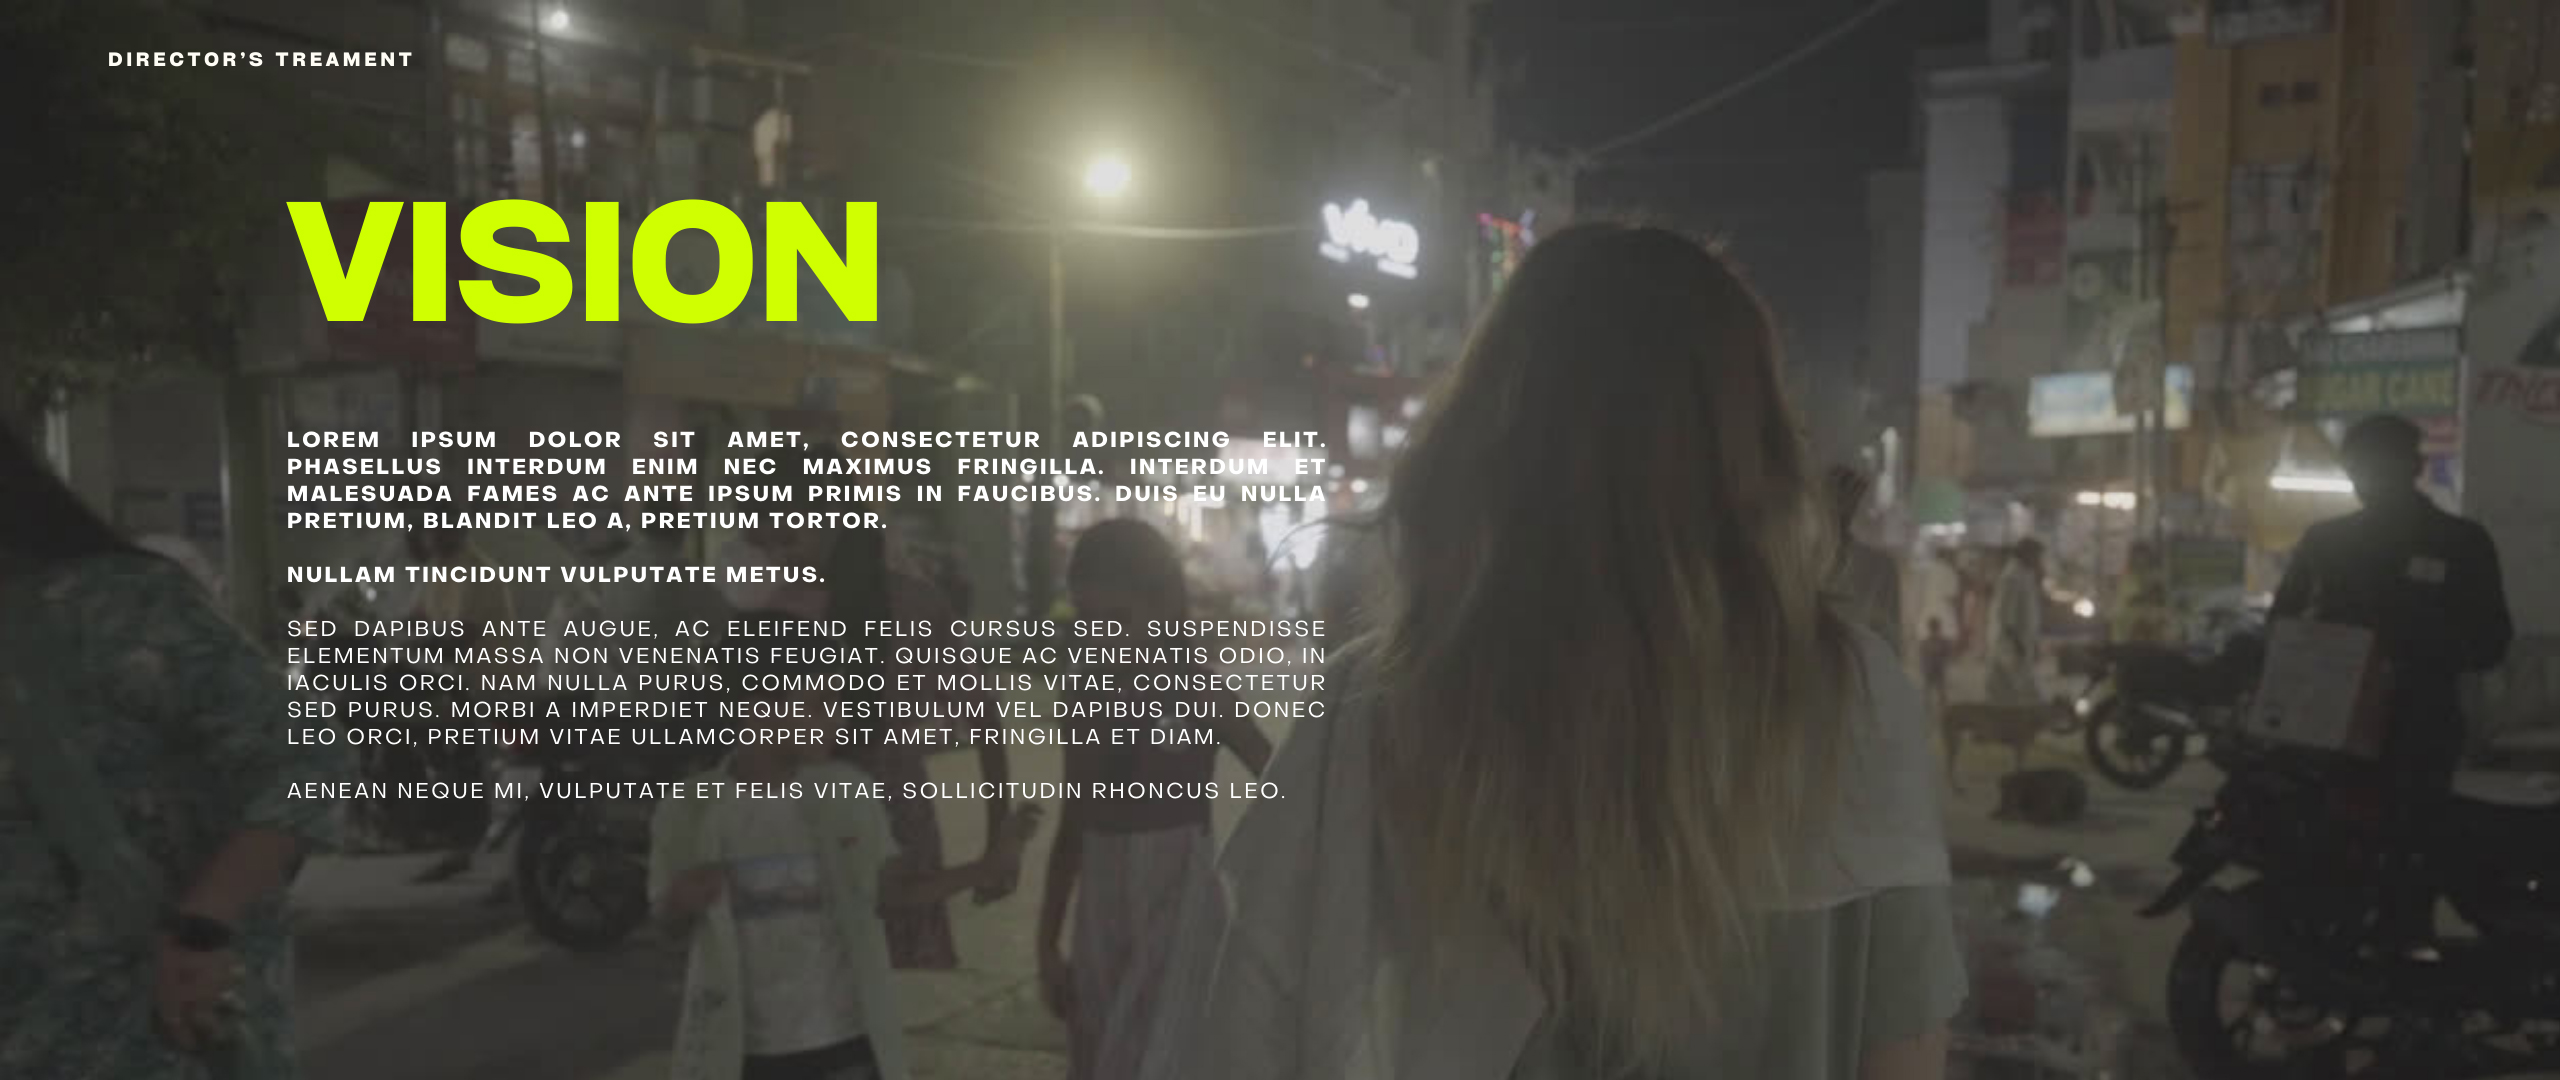 DIRECTOR’S TREAMENT
VISION
vivo
LOREM IPSUM DOLOR SIT AMET, CONSECTETUR ADIPISCING ELIT.
PHASELLUS INTERDUM ENIM NEC MAXIMUS FRINGILLA. INTERDUM ET
MALESUADA FAMES AC ANTE IPSUM PRIMIS IN FAUCIBUS. DUIS EU NULLA
PRETIUM, BLANDIT LEO A, PRETIUM TORTOR.
NULLAM TINCIDUNT VULPUTATE METUS.
SED DAPIBUS ANTE AUGUE, AC ELEIFEND FELIS CURSUS SED. SUSPENDISSE
ELEMENTUM MASSA NON VENENATIS FEUGIAT. QUISQUE AC VENENATIS ODIO, IN
IACULIS ORCI. NAM NULLA PURUS, COMMODO ET MOLLIS VITAE, CONSECTETUR
SED PURUS. MORBI A IMPERDIET NEQUE. VESTIBULUM VEL DAPIBUS DUI. DONEC
LEO ORCI, PRETIUM VITAE ULLAMCORPER SIT AMET, FRINGILLA ET DIAM.
AENEAN NEQUE MI, VULPUTATE ET FELIS VITAE, SOLLICITUDIN RHONCUS LEO.
CANE